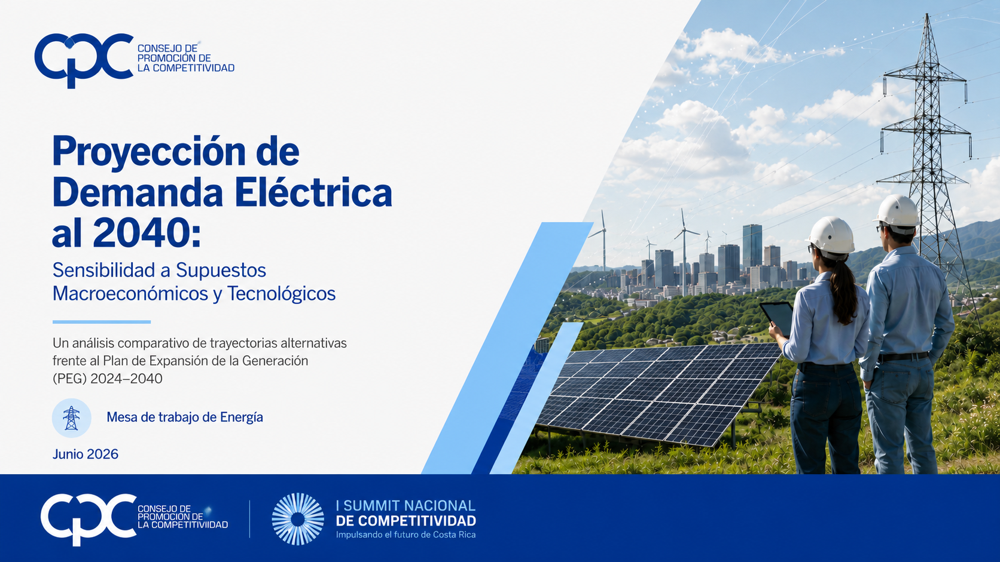 CPC
CONSEJO DE
PROMOCIÓN DE
LA COMPETITIVIDAD
Proyección de
Demanda Eléctrica
al 2040:
Sensibilidad a Supuestos
Macroeconómicos y Tecnológicos
Un análisis comparativo de trayectorias alternativas
frente al Plan de Expansión de la Generación
(PEG) 2024–2040
Mesa de trabajo de Energía
Junio 2026
CPC
CONSEJO DE
PROMOCION DE
LA COMPETITIVIIDAD
I SUMMIT NACIONAL
DE COMPETITIVIDAD
Impulsando el futuro de Costa Rica